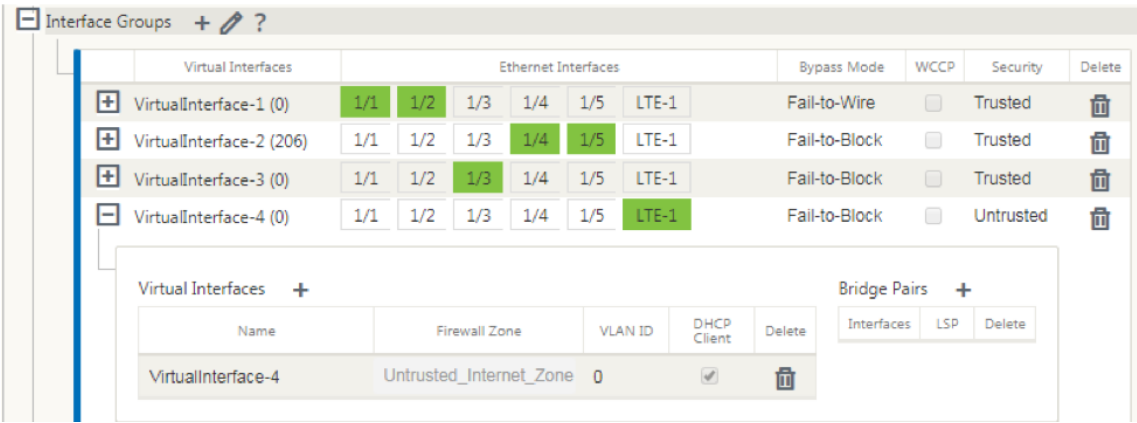 Interface Groups + ?
Virtual Interfaces Ethernet Interfaces Bypass Mode WCCP Security Delete
VirtualInterface-1 (0) 1/1 1/2 1/3 1/4 1/5 LTE-1 Fail-to-Wire Trusted
VirtualInterface-2 (206) 1/1 1/2 1/3 1/4 1/5 LTE-1 Fail-to-Block Trusted
VirtualInterface-3 (0) 1/1 1/2 1/3 1/4 1/5 LTE-1 Fail-to-Block Trusted
VirtualInterface-4 (0) 1/1 1/2 1/3 1/4 1/5 LTE-1 Fail-to-Block Untrusted
Virtual Interfaces + Bridge Pairs +
Name Firewall Zone VLAN ID DHCP Client Delete Interfaces LSP Delete
VirtualInterface-4 Untrusted_Internet_Zone 0